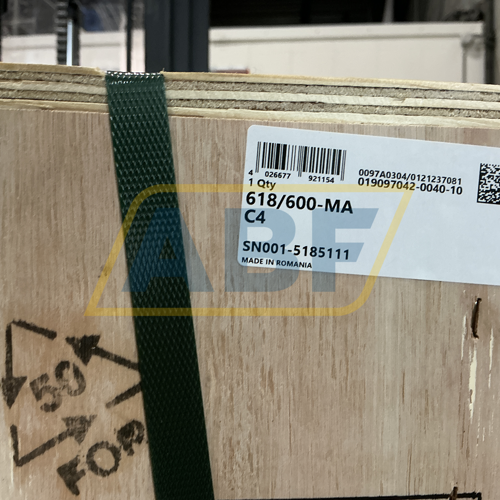 4 026677 921154
1 Qty
0097A0304/0121237081
019097042-0040-10
618/600-MA
C4
SN001-5185111
MADE IN ROMANIA
ABF
50
FOR